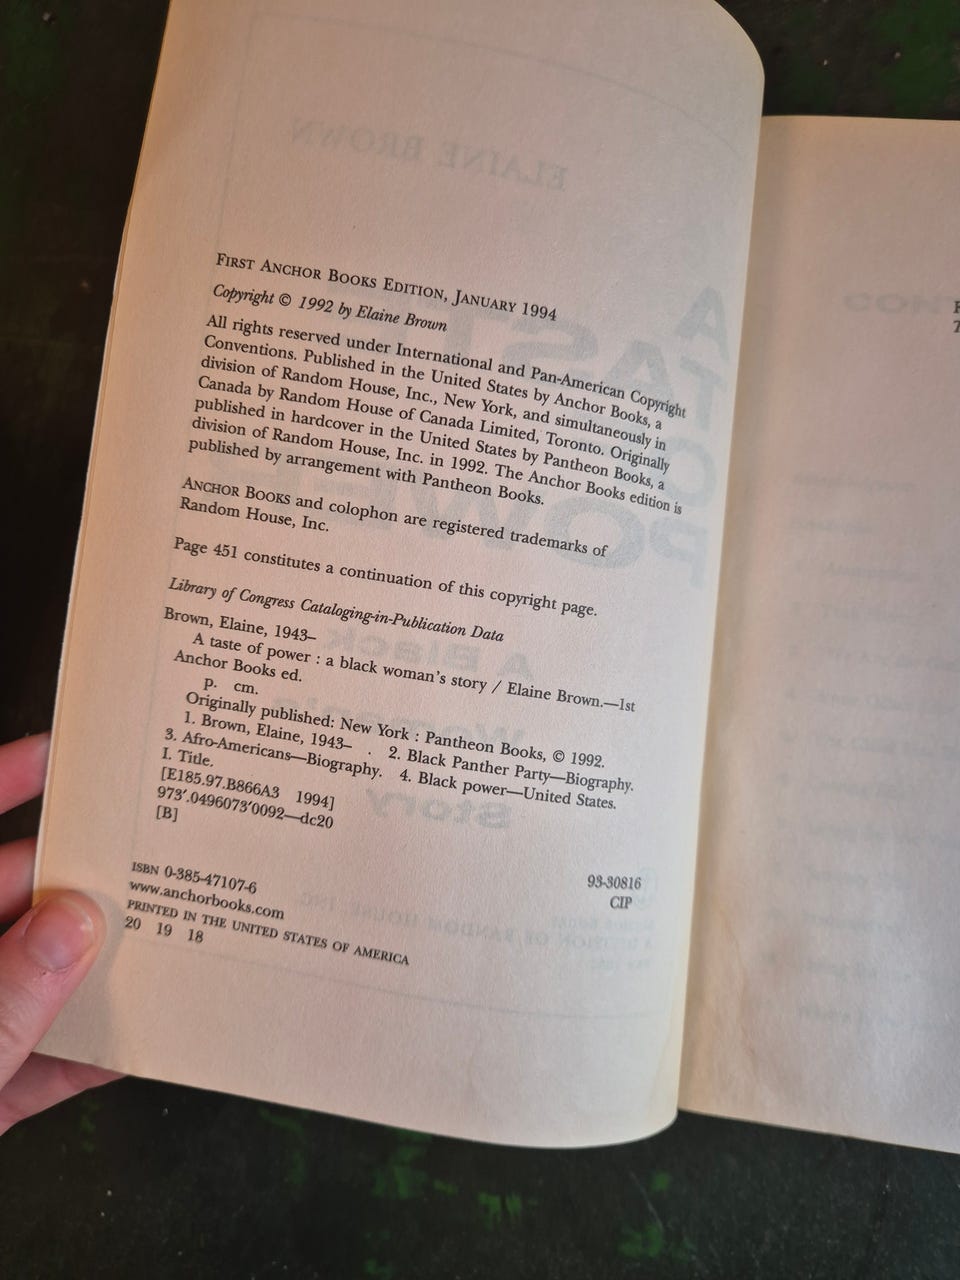 FIRST ANCHOR BOOKS EDITION, JANUARY 1994
Copyright © 1992 by Elaine Brown
All rights reserved under International and Pan-American Copyright
Conventions. Published in the United States by Anchor Books, a
division of Random House, Inc., New York, and simultaneously in
Canada by Random House of Canada Limited, Toronto. Originally
published in hardcover in the United States by Pantheon Books, a
division of Random House, Inc. in 1992. The Anchor Books edition is
published by arrangement with Pantheon Books.
ANCHOR BOOKS and colophon are registered trademarks of
Random House, Inc.
Page 451 constitutes a continuation of this copyright page.
Library of Congress Cataloging-in-Publication Data
Brown, Elaine, 1943–
A taste of power : a black woman's story / Elaine Brown.—1st
Anchor Books ed.
p. cm.
Originally published: New York : Pantheon Books, © 1992.
1. Brown, Elaine, 1943– . 2. Black Panther Party—Biography.
3. Afro-Americans—Biography. 4. Black power—United States.
I. Title.
[E185.97.B866A3 1994]
973′.0496073′0092—dc20
[B]
93-30816
CIP
ISBN 0-385-47107-6
www.anchorbooks.com
PRINTED IN THE UNITED STATES OF AMERICA
20 19 18